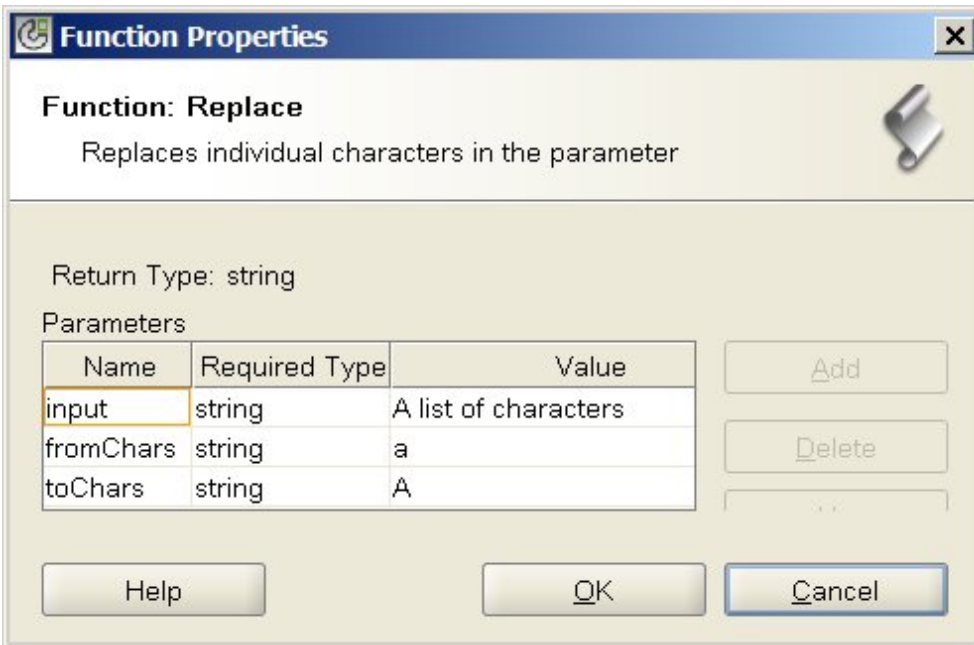 Function Properties
Function: Replace
Replaces individual characters in the parameter
Return Type: string
Parameters
Name Required Type Value
input string A list of characters
fromChars string a
toChars string A
Add
Delete
Help OK Cancel